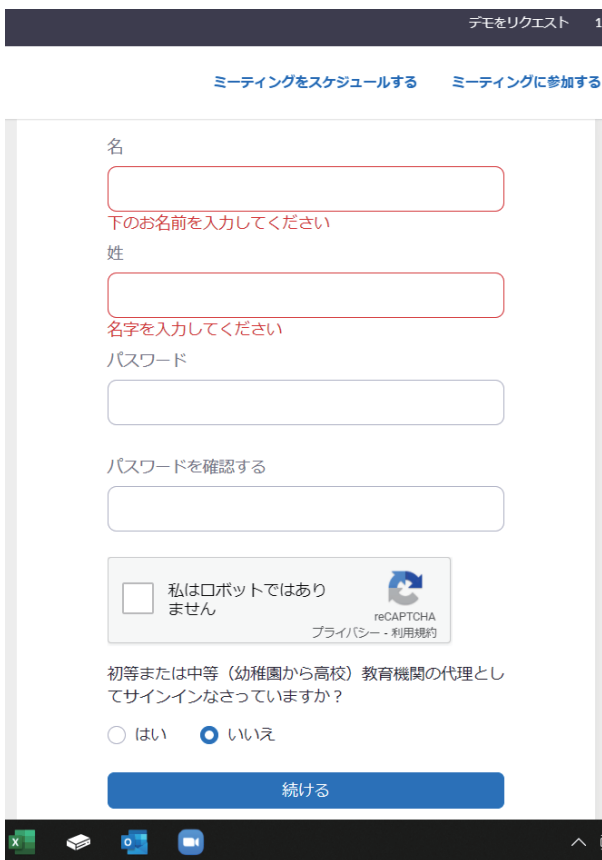 デモをリクエスト 1
ミーティングをスケジュールする ミーティングに参加する
名
下のお名前を入力してください
姓
名字を入力してください
パスワード
パスワードを確認する
私はロボットではあり
ません
reCAPTCHA
プライバシー - 利用規約
初等または中等（幼稚園から高校）教育機関の代理とし
てサインインなさっていますか？
はい いいえ
続ける